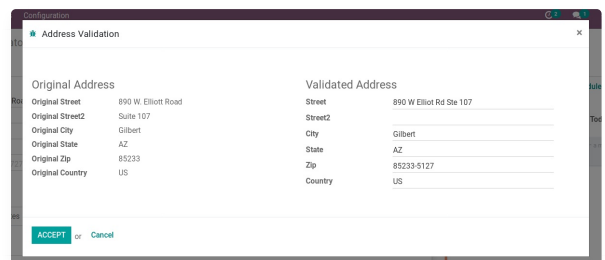 Configuration
Address Validation ×
Original Address
Original Street 890 W. Elliott Road
Original Street2 Suite 107
Original City Gilbert
Original State AZ
Original Zip 85233
Original Country US
Validated Address
Street 890 W Elliot Rd Ste 107
Street2
City Gilbert
State AZ
Zip 85233-5127
Country US
ACCEPT or Cancel